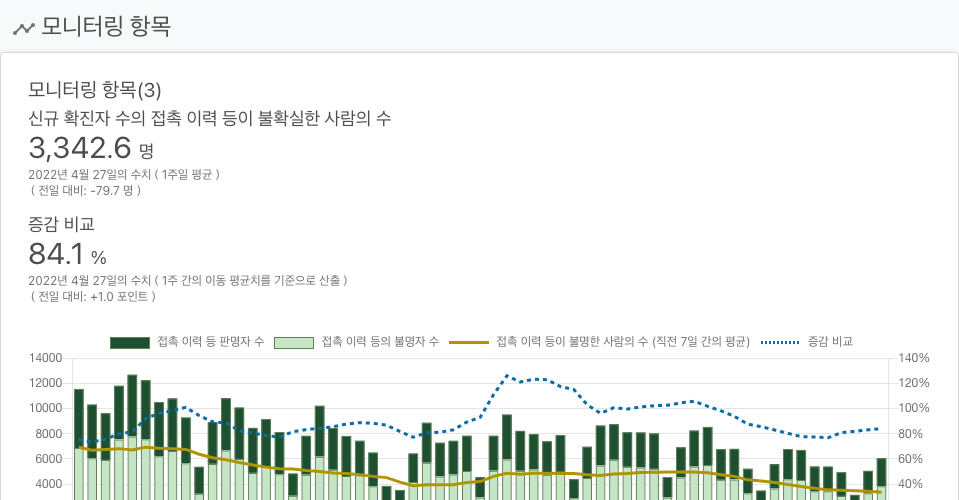 모니터링 항목
모니터링 항목(3)
신규 확진자 수의 접촉 이력 등이 불확실한 사람의 수
3,342.6 명
2022년 4월 27일의 수치 ( 1주일 평균 )
( 전일 대비: -79.7 명 )
증감 비교
84.1 %
2022년 4월 27일의 수치 ( 1주 간의 이동 평균치를 기준으로 산출 )
( 전일 대비: +1.0 포인트 )
접촉 이력 등 판명자 수 접촉 이력 등의 불명자 수 접촉 이력 등이 불명한 사람의 수 (직전 7일 간의 평균) 증감 비교
14000 140%
12000 120%
10000 100%
8000 80%
6000 60%
4000 40%